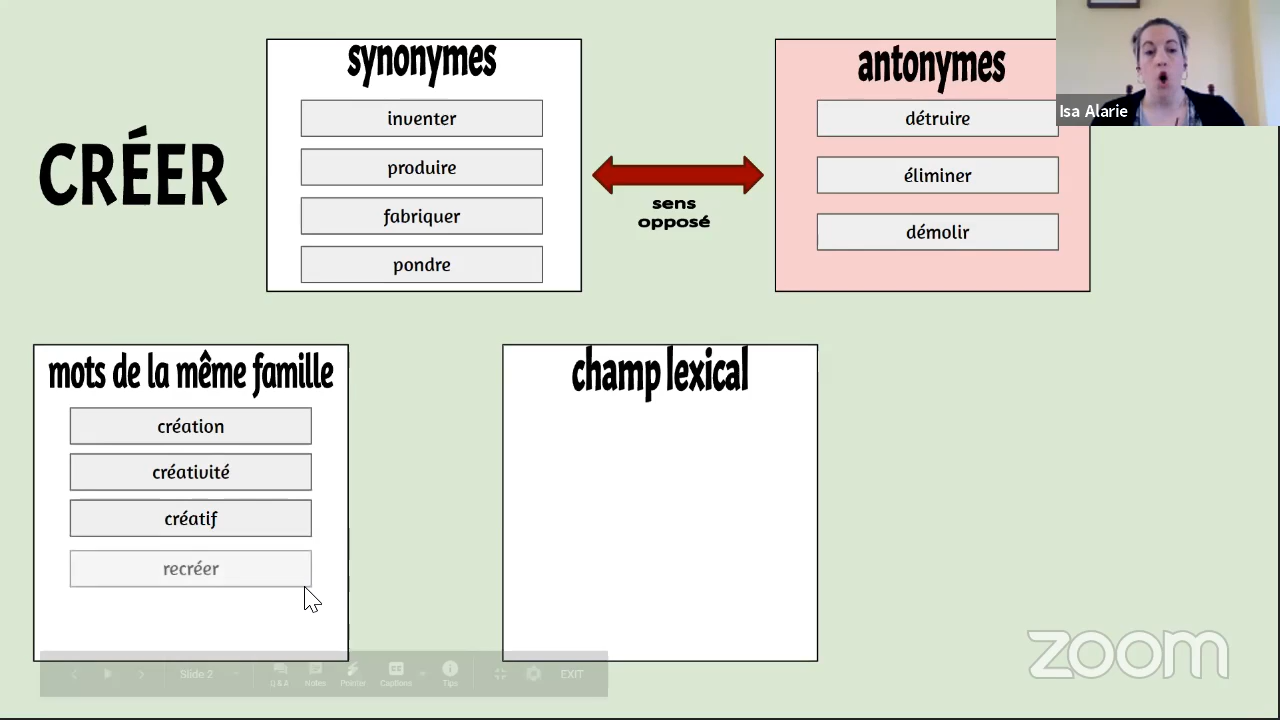 synonymes
inventer
produire
fabriquer
pondre
CRÉER
sens
opposé
antonymes
détruire
éliminer
démolir
Isa Alarie
mots de la même famille
création
créativité
créatif
recréer
champ lexical
Slide 2
Q & A
Notes
Pointer
Captions
Tips
EXIT
zoom